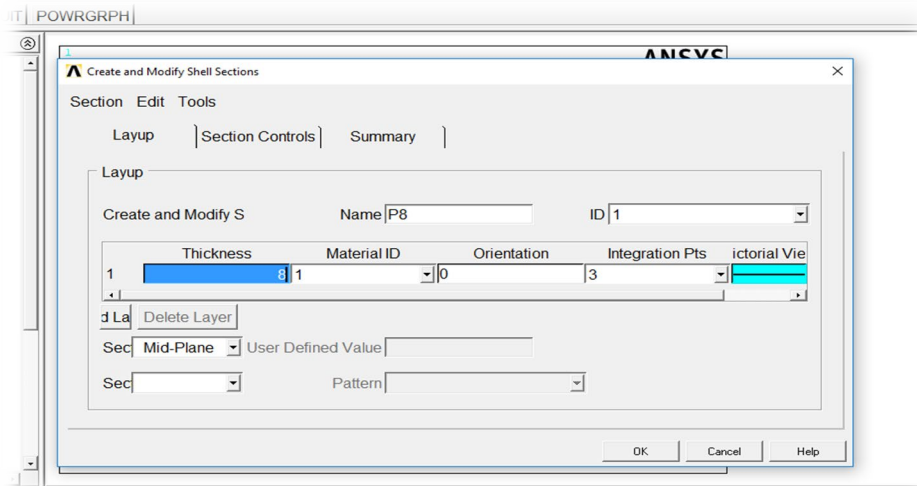 POWRGRPH
1
ANSYS
Create and Modify Shell Sections
Section Edit Tools
Layup Section Controls Summary
Layup
Create and Modify S Name P8 ID 1
Thickness Material ID Orientation Integration Pts ictorial Vie
1 8 1 0 3
d La Delete Layer
Sec Mid-Plane User Defined Value
Sec Pattern
OK Cancel Help